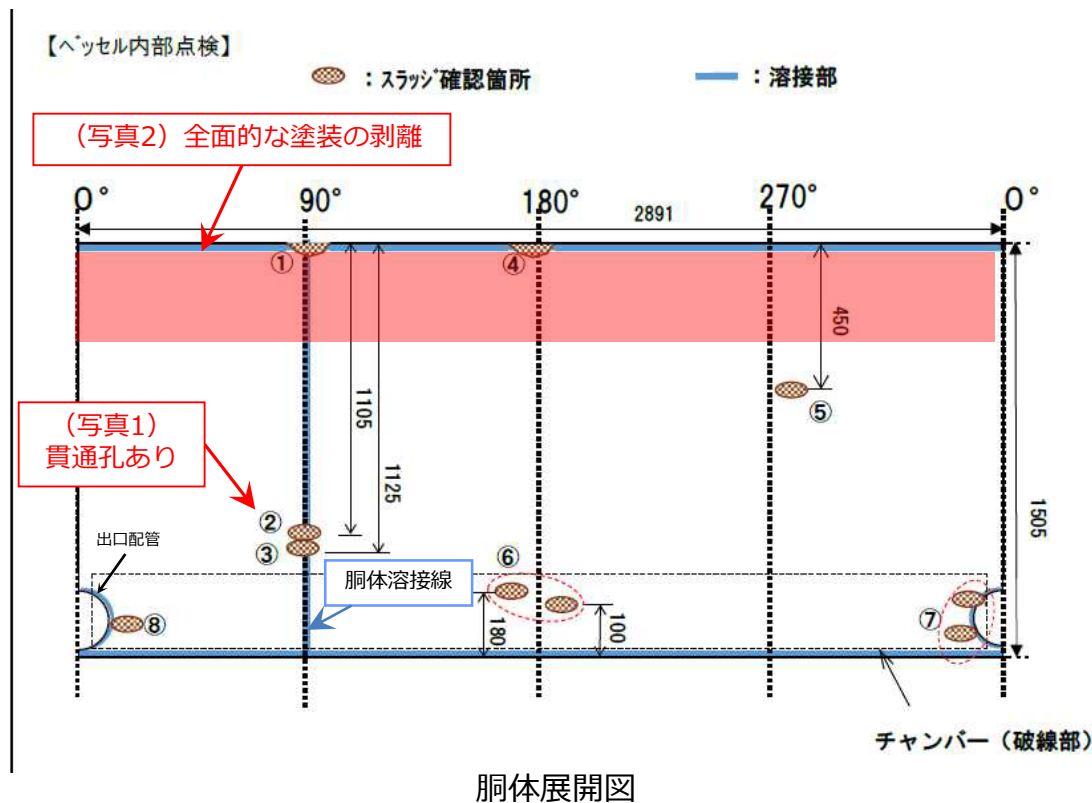 【ベッセル内部点検】
：スラッジ確認箇所
：溶接部
（写真2）全面的な塗装の剥離
0°
90°
180°
270°
0°
2891
①
④
450
⑤
1105
1125
1505
（写真1）
貫通孔あり
②
③
出口配管
⑥
胴体溶接線
⑦
⑧
180
100
チャンバー（破線部）
胴体展開図